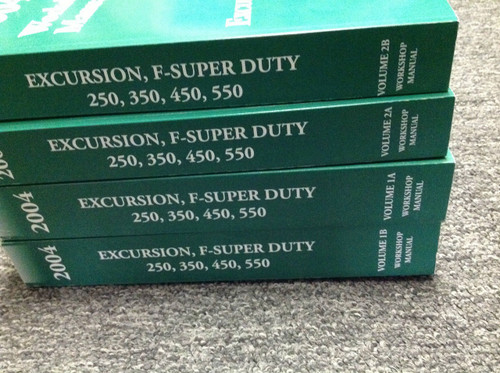 EXCURSION, F-SUPER DUTY
250, 350, 450, 550
VOLUME 2B
WORKSHOP
MANUAL
EXCURSION, F-SUPER DUTY
250, 350, 450, 550
VOLUME 2A
WORKSHOP
MANUAL
2004
EXCURSION, F-SUPER DUTY
250, 350, 450, 550
VOLUME 1A
WORKSHOP
MANUAL
2004
EXCURSION, F-SUPER DUTY
250, 350, 450, 550
VOLUME 1B
WORKSHOP
MANUAL